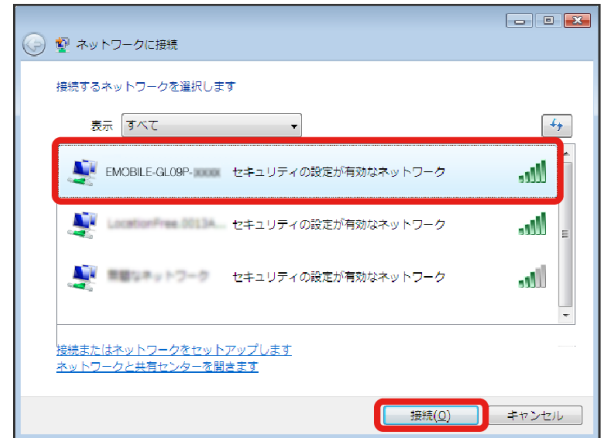 ネットワークに接続
接続するネットワークを選択します
表示 すべて
EMOBILE-GL09P- セキュリティの設定が有効なネットワーク
セキュリティの設定が有効なネットワーク
セキュリティの設定が有効なネットワーク
接続またはネットワークをセットアップします
ネットワークと共有センターを開きます
接続(O) キャンセル